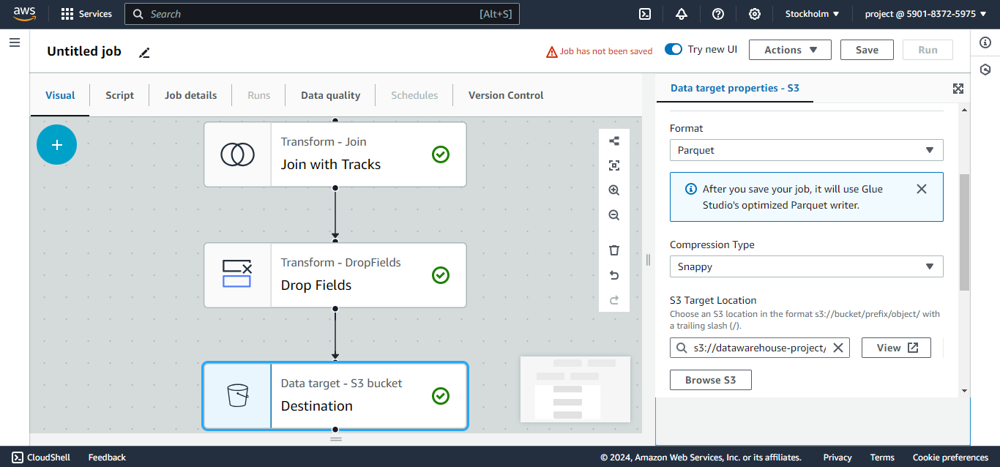 aws
Services
Search
[Alt+S]
Stockholm
project @ 5901-8372-5975
Untitled job
Job has not been saved
Try new UI
Actions
Save
Run
Visual
Script
Job details
Runs
Data quality
Schedules
Version Control
Transform - Join
Join with Tracks
Transform - DropFields
Drop Fields
Data target - S3 bucket
Destination
Data target properties - S3
Format
Parquet
After you save your job, it will use Glue
Studio's optimized Parquet writer.
Compression Type
Snappy
S3 Target Location
Choose an S3 location in the format s3://bucket/prefix/object/ with
a trailing slash (/).
s3://datawarehouse-project/
View
Browse S3
CloudShell
Feedback
© 2024, Amazon Web Services, Inc. or its affiliates.
Privacy
Terms
Cookie preferences